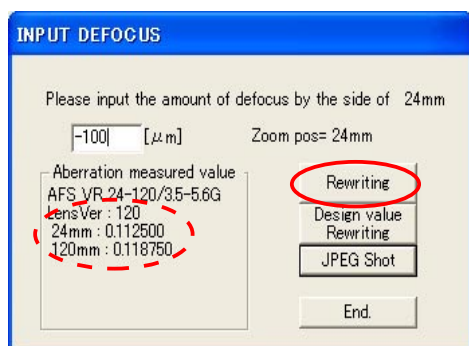 INPUT DEFOCUS
Please input the amount of defocus by the side of 24mm
-100 [μm] Zoom pos= 24mm
Aberration measured value
AFS VR 24-120/3.5-5.6G
LensVer : 120
24mm : 0.112500
120mm : 0.118750
Rewriting
Design value
Rewriting
JPEG Shot
End.